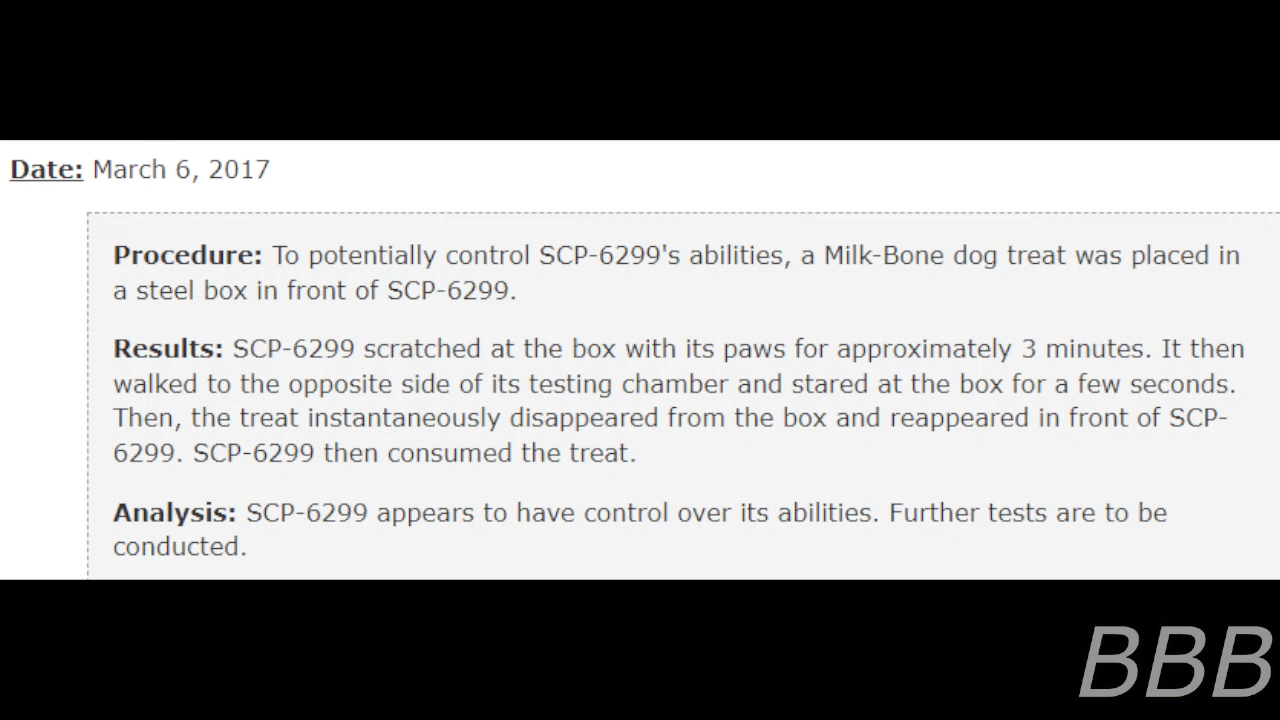 Date: March 6, 2017
Procedure: To potentially control SCP-6299's abilities, a Milk-Bone dog treat was placed in
a steel box in front of SCP-6299.
Results: SCP-6299 scratched at the box with its paws for approximately 3 minutes. It then
walked to the opposite side of its testing chamber and stared at the box for a few seconds.
Then, the treat instantaneously disappeared from the box and reappeared in front of SCP-
6299. SCP-6299 then consumed the treat.
Analysis: SCP-6299 appears to have control over its abilities. Further tests are to be
conducted.
BBB